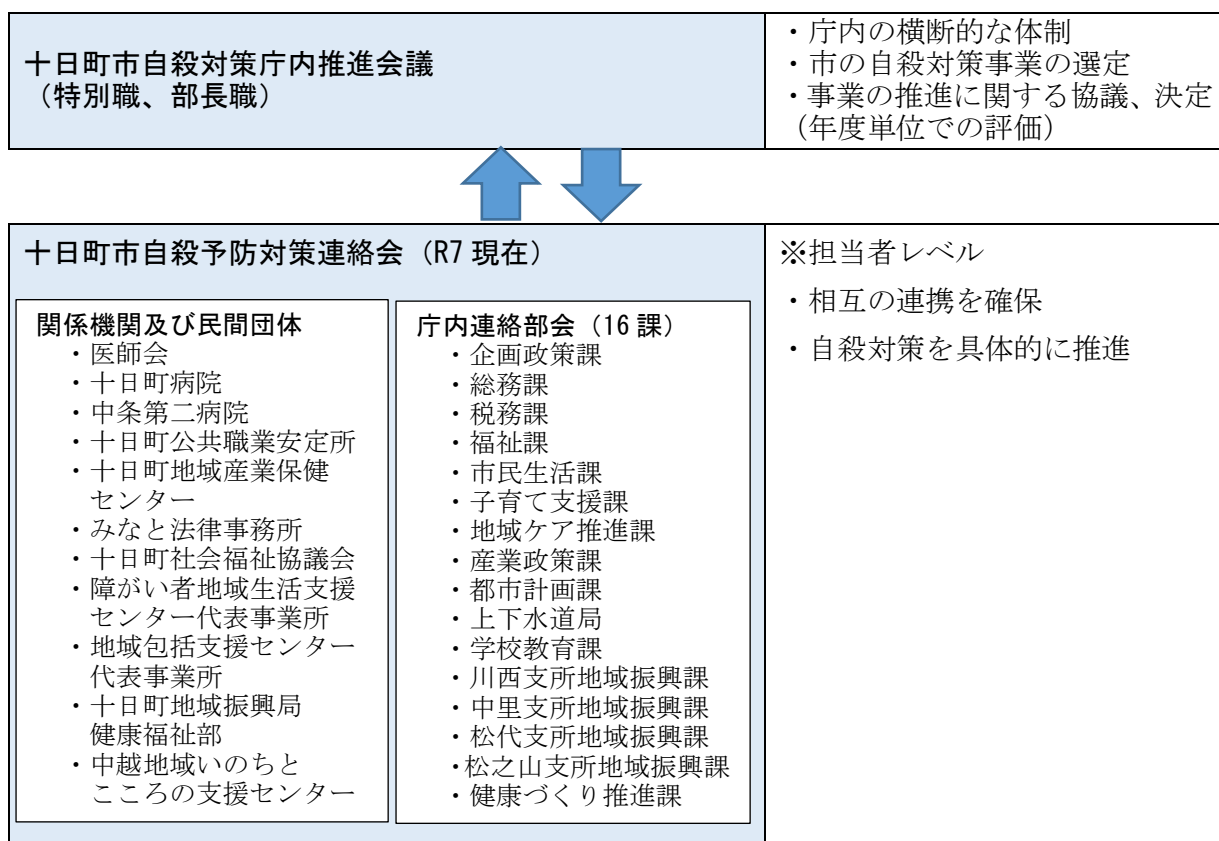 十日町市自殺対策庁内推進会議
（特別職、部長職）
・庁内の横断的な体制
・市の自殺対策事業の選定
・事業の推進に関する協議、決定
（年度単位での評価）
十日町市自殺予防対策連絡会（R7 現在）
関係機関及び民間団体
・医師会
・十日町病院
・中条第二病院
・十日町公共職業安定所
・十日町地域産業保健
センター
・みなと法律事務所
・十日町社会福祉協議会
・障がい者地域生活支援
センター代表事業所
・地域包括支援センター
代表事業所
・十日町地域振興局
健康福祉部
・中越地域いのちと
こころの支援センター
庁内連絡部会（16 課）
・企画政策課
・総務課
・税務課
・福祉課
・市民生活課
・子育て支援課
・地域ケア推進課
・産業政策課
・都市計画課
・上下水道局
・学校教育課
・川西支所地域振興課
・中里支所地域振興課
・松代支所地域振興課
・松之山支所地域振興課
・健康づくり推進課
※担当者レベル
・相互の連携を確保
・自殺対策を具体的に推進